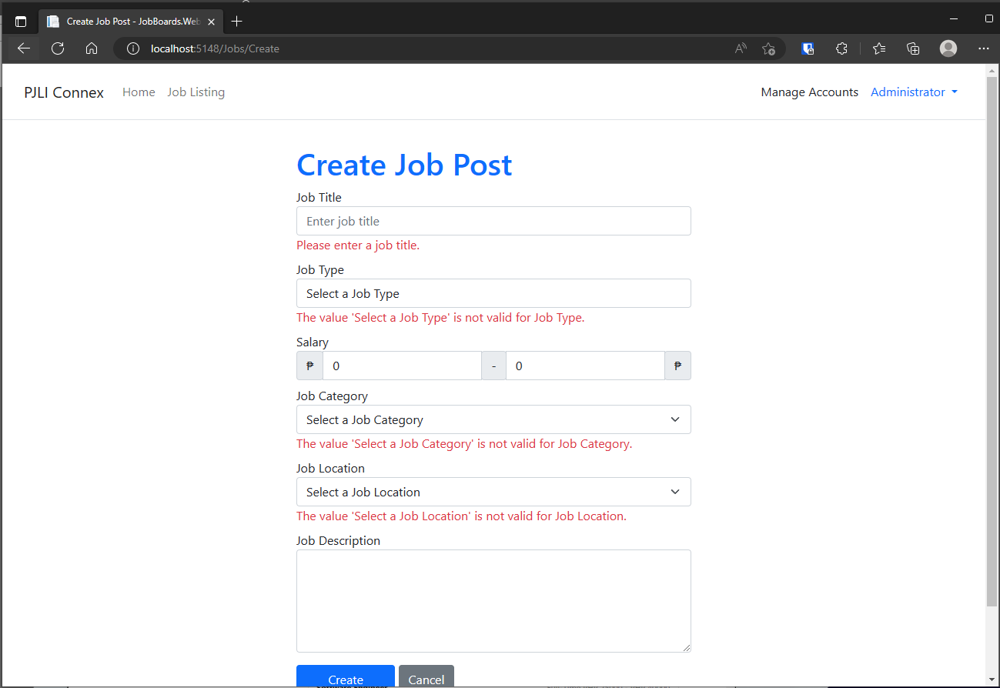 Create Job Post - JobBoards.Web
localhost:5148/Jobs/Create
PJLI Connex Home Job Listing Manage Accounts Administrator
Create Job Post
Job Title
Enter job title
Please enter a job title.
Job Type
Select a Job Type
The value 'Select a Job Type' is not valid for Job Type.
Salary
₱ 0 - 0 ₱
Job Category
Select a Job Category
The value 'Select a Job Category' is not valid for Job Category.
Job Location
Select a Job Location
The value 'Select a Job Location' is not valid for Job Location.
Job Description
Create Cancel